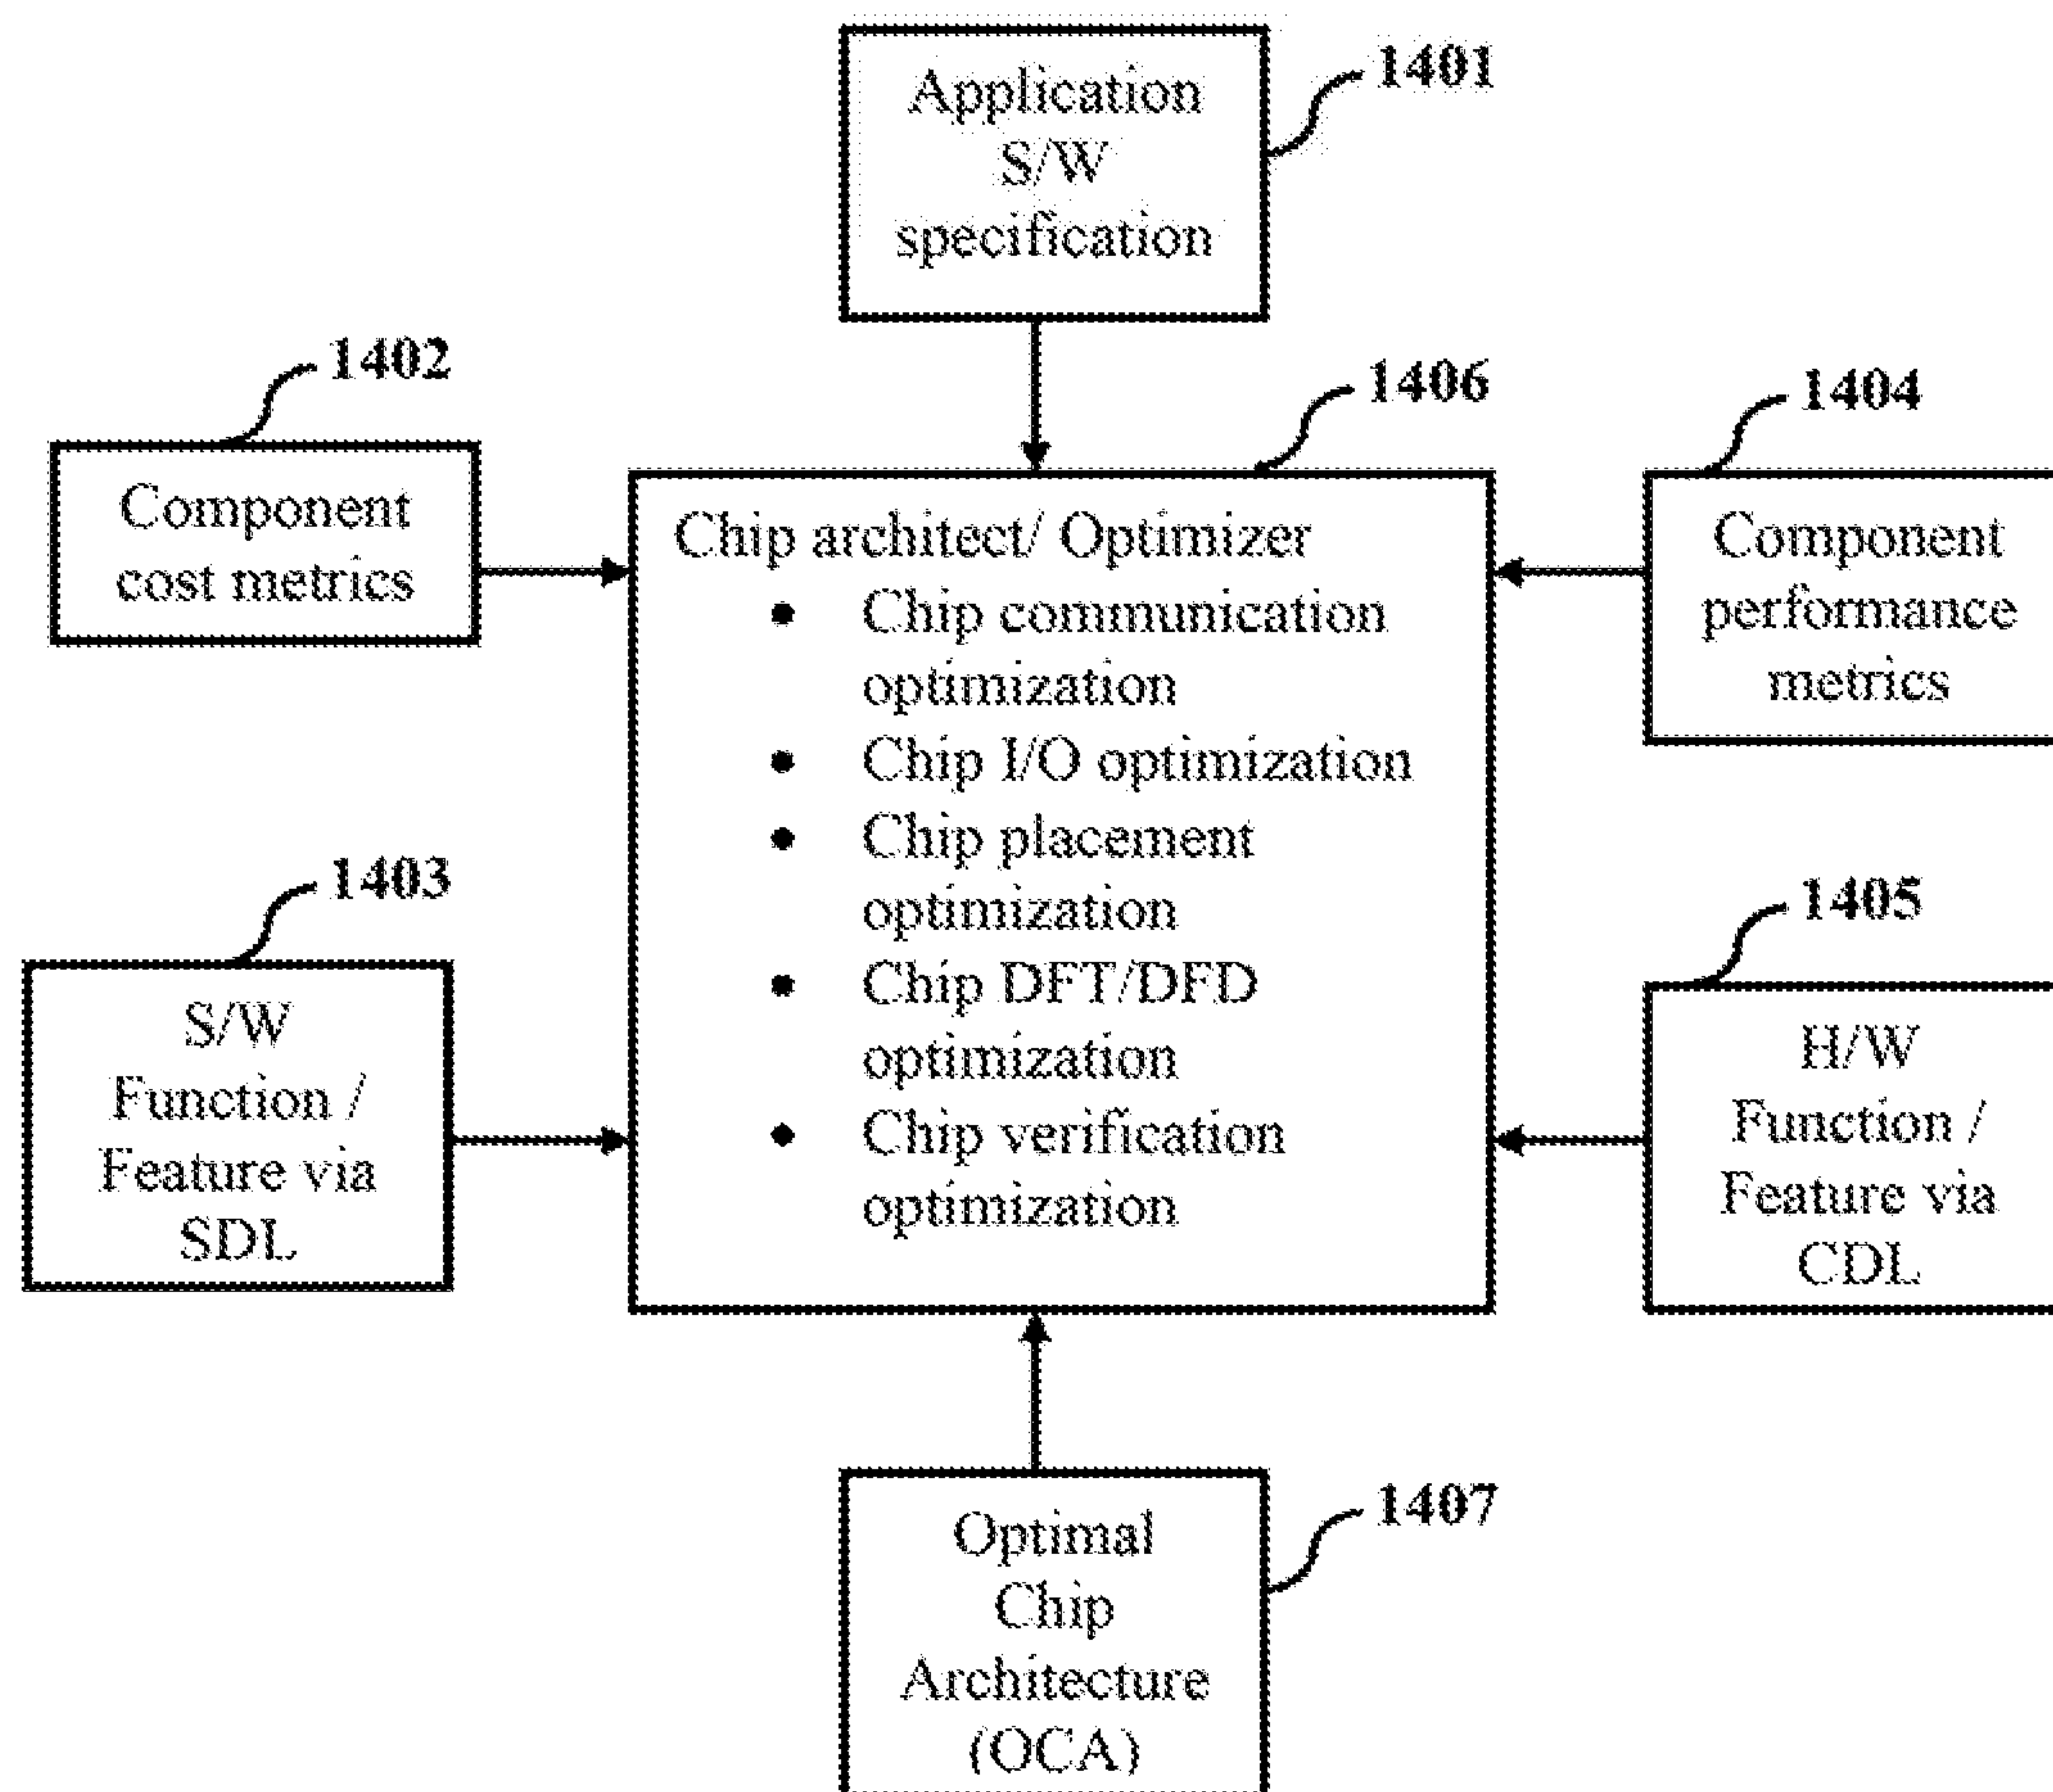 Application
S/W
specification
1401
1402
Component
cost metrics
1406
Chip architect/ Optimizer
• Chip communication
optimization
• Chip I/O optimization
• Chip placement
optimization
• Chip DFT/DFD
optimization
• Chip verification
optimization
1404
Component
performance
metrics
1403
S/W
Function /
Feature via
SDL
1405
H/W
Function /
Feature via
CDL
1407
Optimal
Chip
Architecture
(OCA)